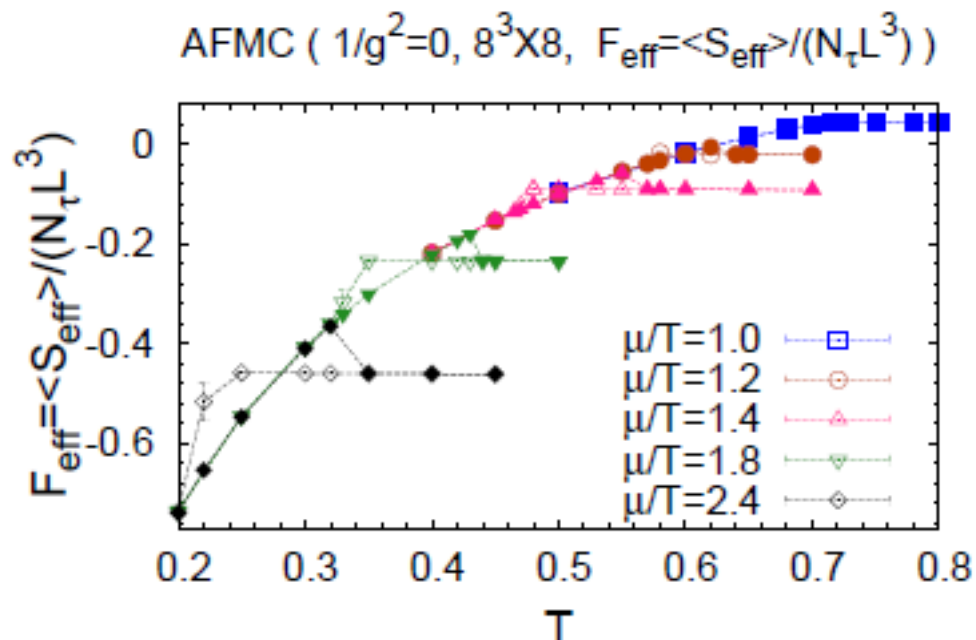 AFMC ( 1/g²=0, 8³X8, F_eff=<S_eff>/(N_τL³) )
F_eff=<S_eff>/(N_τL³)
0
-0.2
-0.4
-0.6
μ/T=1.0
μ/T=1.2
μ/T=1.4
μ/T=1.8
μ/T=2.4
0.2 0.3 0.4 0.5 0.6 0.7 0.8
T